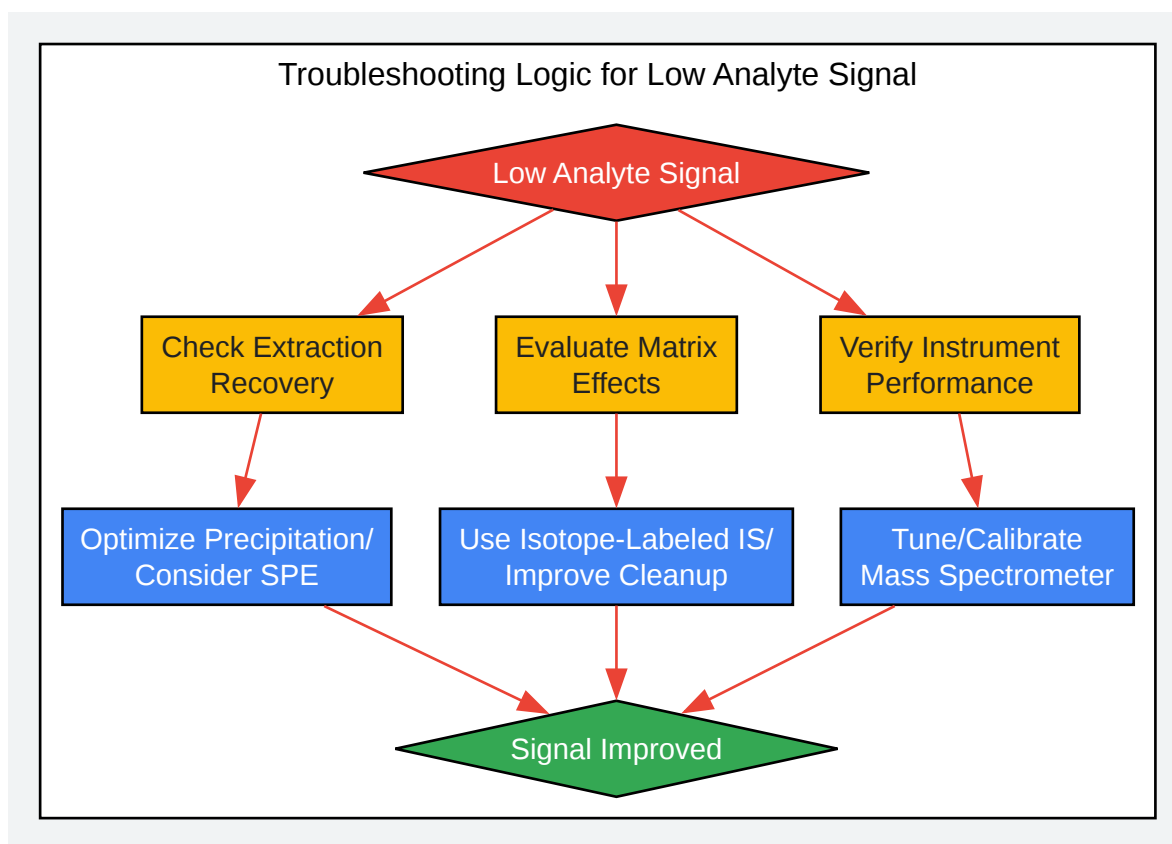 Troubleshooting Logic for Low Analyte Signal
Low Analyte Signal
Check Extraction
Recovery
Evaluate Matrix
Effects
Verify Instrument
Performance
Optimize Precipitation/
Consider SPE
Use Isotope-Labeled IS/
Improve Cleanup
Tune/Calibrate
Mass Spectrometer
Signal Improved